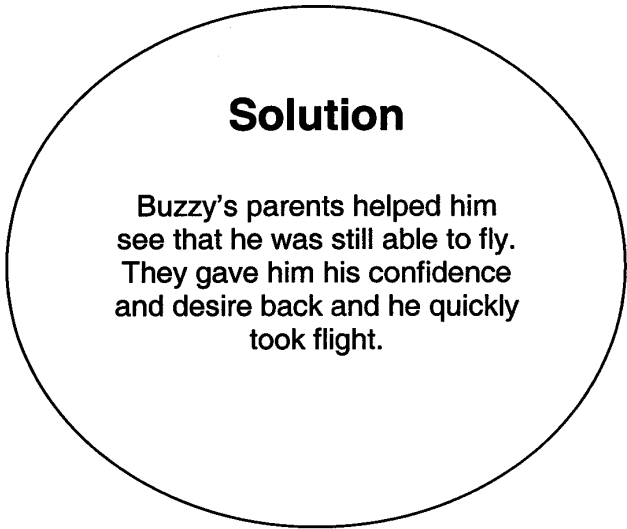 Solution
Buzzy's parents helped him
see that he was still able to fly.
They gave him his confidence
and desire back and he quickly
took flight.